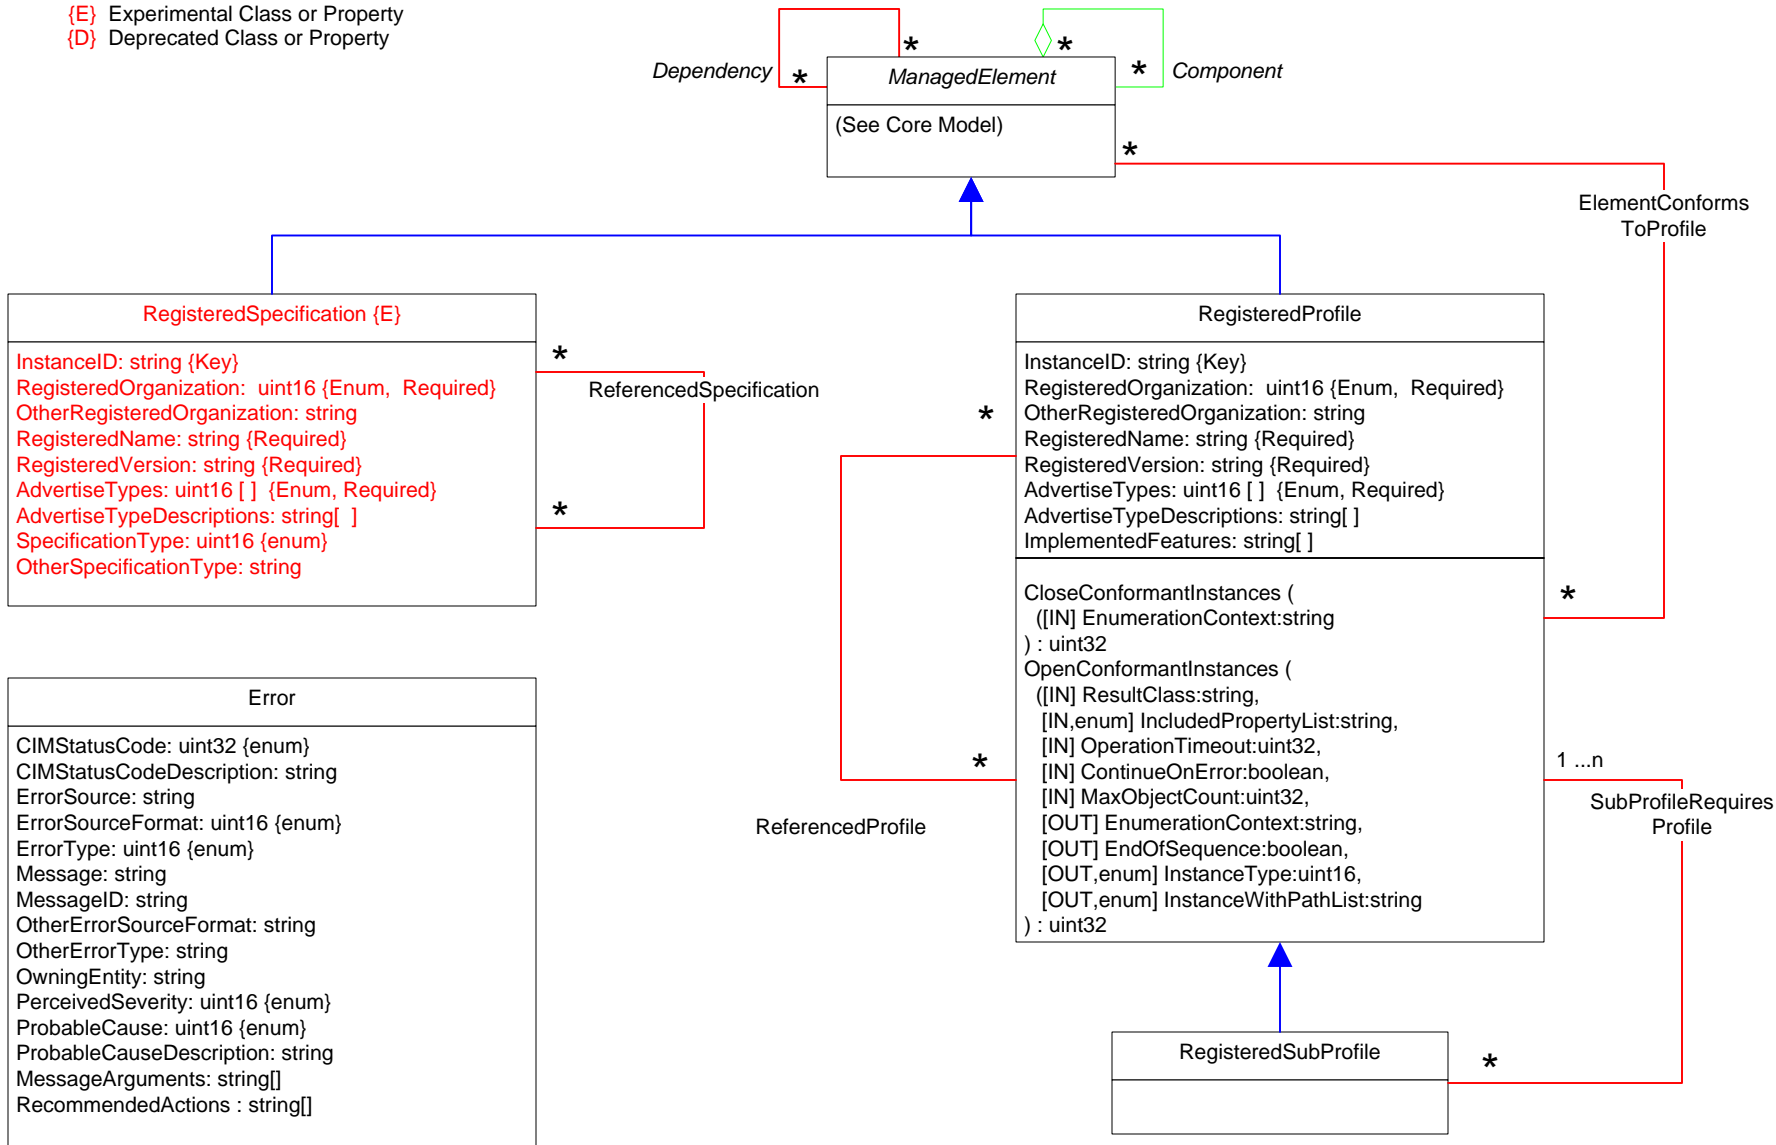 {E} Experimental Class or Property
{D} Deprecated Class or Property
Dependency
*
*
ManagedElement
(See Core Model)
*
*
Component
*
ElementConforms
ToProfile
*
RegisteredSpecification {E}
InstanceID: string {Key}
RegisteredOrganization:  uint16 {Enum,  Required}
OtherRegisteredOrganization: string
RegisteredName: string {Required}
RegisteredVersion: string {Required}
AdvertiseTypes: uint16 [ ]  {Enum, Required}
AdvertiseTypeDescriptions: string[  ]
SpecificationType: uint16 {enum}
OtherSpecificationType: string
*
ReferencedSpecification
*
RegisteredProfile
InstanceID: string {Key}
RegisteredOrganization:  uint16 {Enum,  Required}
OtherRegisteredOrganization: string
RegisteredName: string {Required}
RegisteredVersion: string {Required}
AdvertiseTypes: uint16 [ ]  {Enum, Required}
AdvertiseTypeDescriptions: string[ ]
ImplementedFeatures: string[ ]
CloseConformantInstances (
([IN] EnumerationContext:string
) : uint32
OpenConformantInstances (
([IN] ResultClass:string,
[IN,enum] IncludedPropertyList:string,
[IN] OperationTimeout:uint32,
[IN] ContinueOnError:boolean,
[IN] MaxObjectCount:uint32,
[OUT] EnumerationContext:string,
[OUT] EndOfSequence:boolean,
[OUT,enum] InstanceType:uint16,
[OUT,enum] InstanceWithPathList:string
) : uint32
*
*
ReferencedProfile
1 ...n
SubProfileRequires
Profile
*
RegisteredSubProfile
Error
CIMStatusCode: uint32 {enum}
CIMStatusCodeDescription: string
ErrorSource: string
ErrorSourceFormat: uint16 {enum}
ErrorType: uint16 {enum}
Message: string
MessageID: string
OtherErrorSourceFormat: string
OtherErrorType: string
OwningEntity: string
PerceivedSeverity: uint16 {enum}
ProbableCause: uint16 {enum}
ProbableCauseDescription: string
MessageArguments: string[]
RecommendedActions : string[]